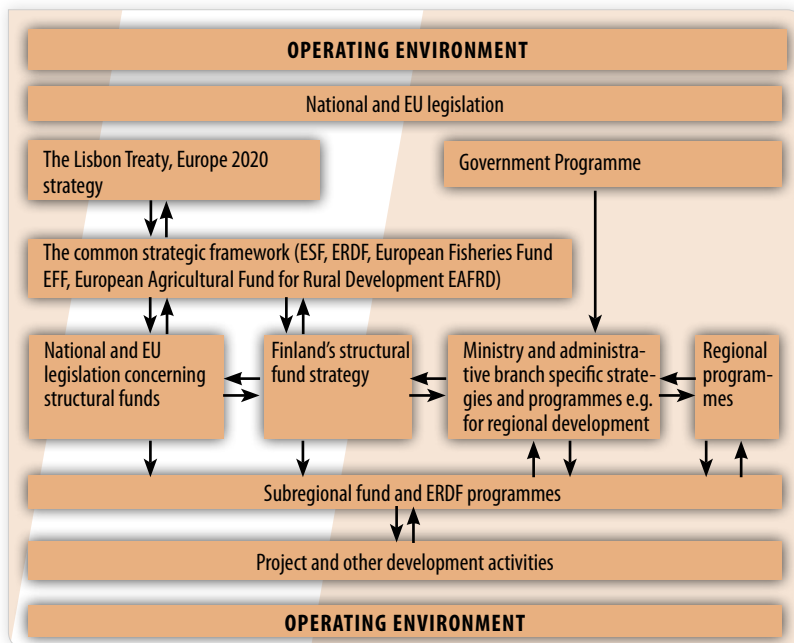 OPERATING ENVIRONMENT
National and EU legislation
The Lisbon Treaty, Europe 2020
strategy
Government Programme
The common strategic framework (ESF, ERDF, European Fisheries Fund
EFF, European Agricultural Fund for Rural Development EAFRD)
National and EU
legislation concerning
structural funds
Finland's structural
fund strategy
Ministry and administra-
tive branch specific strate-
gies and programmes e.g.
for regional development
Regional
program-
mes
Subregional fund and ERDF programmes
Project and other development activities
OPERATING ENVIRONMENT